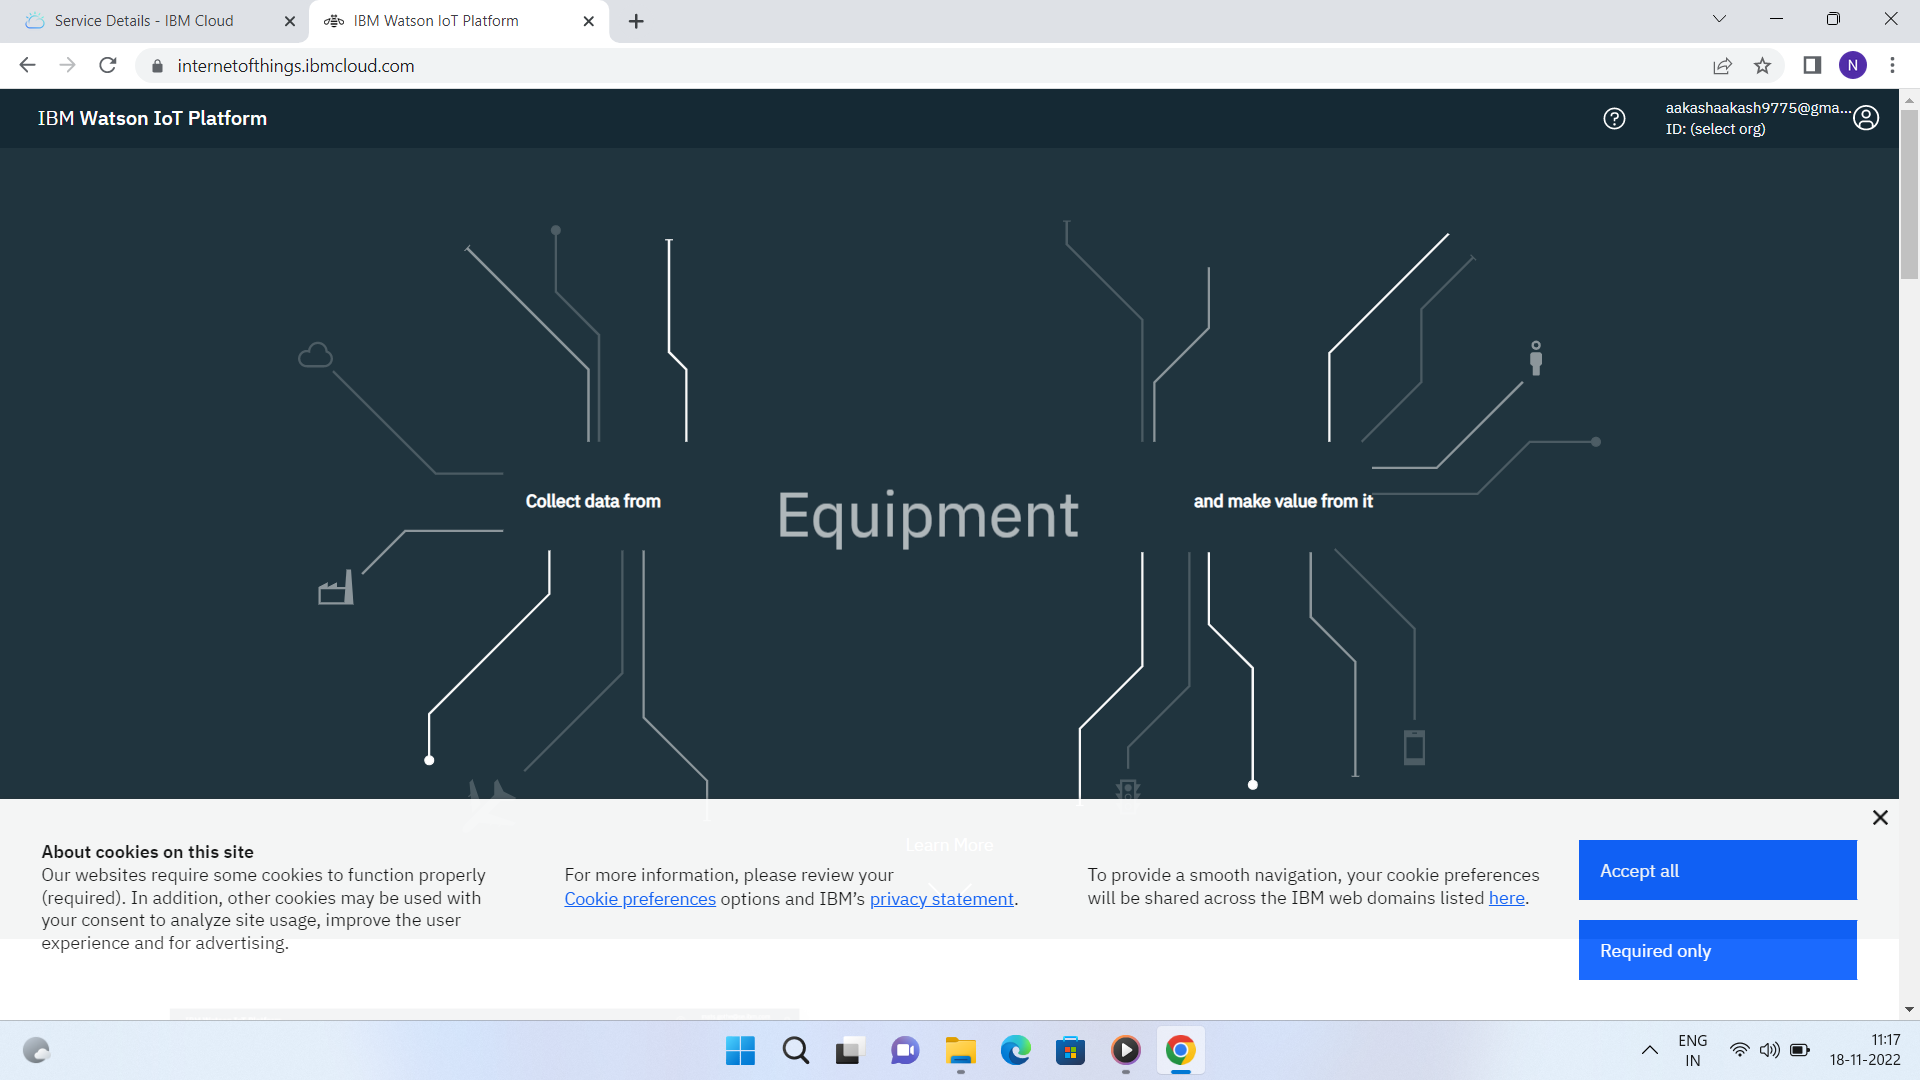 Service Details - IBM Cloud
IBM Watson IoT Platform
internetofthings.ibmcloud.com
N
IBM Watson IoT Platform
aakashaakash9775@gma...
ID: (select org)
Collect data from
Equipment
and make value from it
Learn More
About cookies on this site
Our websites require some cookies to function properly
(required). In addition, other cookies may be used with
your consent to analyze site usage, improve the user
experience and for advertising.
For more information, please review your
Cookie preferences options and IBM's privacy statement.
To provide a smooth navigation, your cookie preferences
will be shared across the IBM web domains listed here.
Accept all
Required only
ENG
IN
11:17
18-11-2022